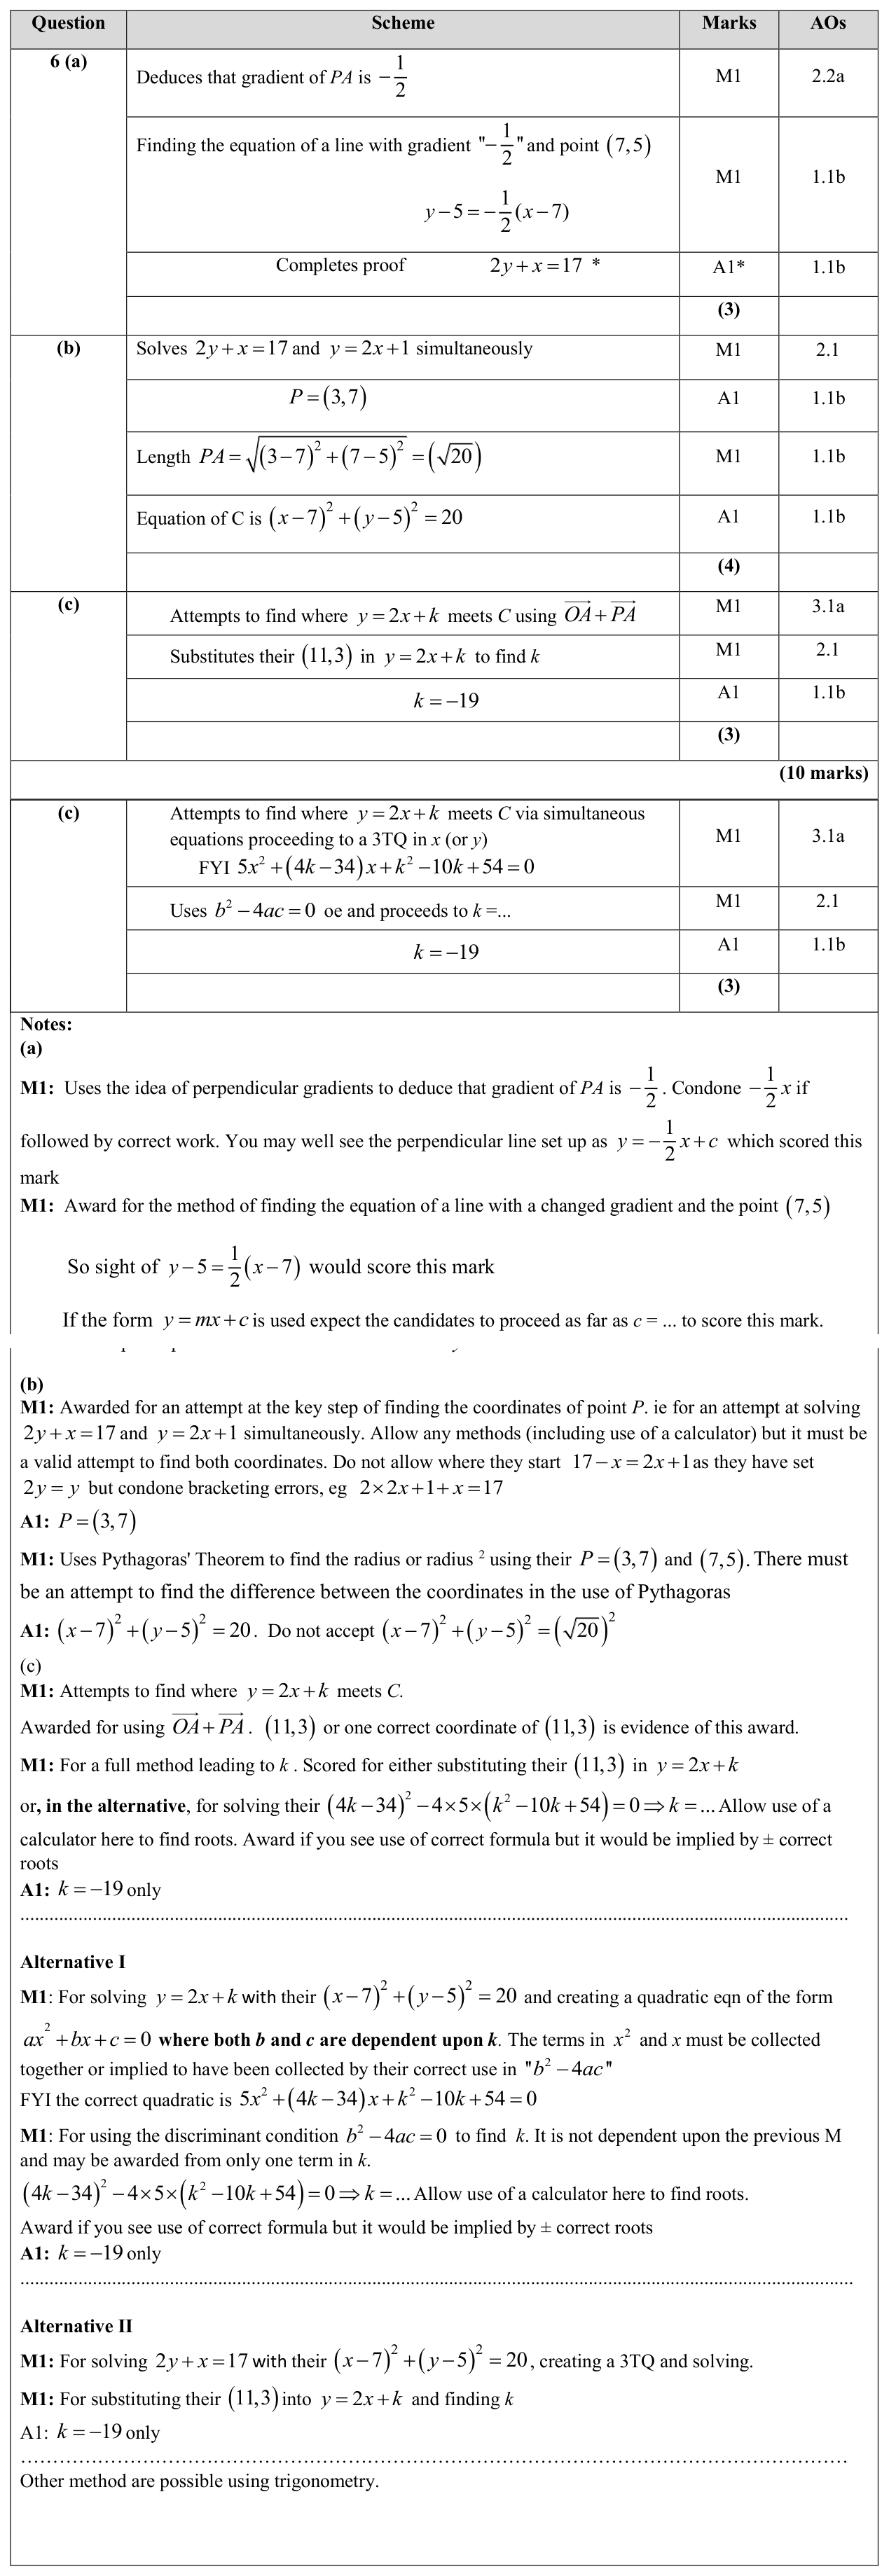 Question Scheme Marks AOs
6 (a) Deduces that gradient of PA is −1/2 M1 2.2a
Finding the equation of a line with gradient "−1/2" and point (7,5)
y−5=−1/2(x−7) M1 1.1b
Completes proof 2y+x=17 * A1* 1.1b
(3)
(b) Solves 2y+x=17 and y=2x+1 simultaneously M1 2.1
P=(3,7) A1 1.1b
Length PA=√((3−7)²+(7−5)²)=(√20) M1 1.1b
Equation of C is (x−7)²+(y−5)²=20 A1 1.1b
(4)
(c) Attempts to find where y=2x+k meets C using OA→+PA→ M1 3.1a
Substitutes their (11,3) in y=2x+k to find k M1 2.1
k=−19 A1 1.1b
(3)
(10 marks)
(c) Attempts to find where y=2x+k meets C via simultaneous
equations proceeding to a 3TQ in x (or y) M1 3.1a
FYI 5x²+(4k−34)x+k²−10k+54=0
Uses b²−4ac=0 oe and proceeds to k=... M1 2.1
k=−19 A1 1.1b
(3)
Notes:
(a)
M1: Uses the idea of perpendicular gradients to deduce that gradient of PA is −1/2. Condone −1/2x if
followed by correct work. You may well see the perpendicular line set up as y=−1/2x+c which scored this
mark
M1: Award for the method of finding the equation of a line with a changed gradient and the point (7,5)
So sight of y−5=1/2(x−7) would score this mark
If the form y=mx+c is used expect the candidates to proceed as far as c = ... to score this mark.
(b)
M1: Awarded for an attempt at the key step of finding the coordinates of point P. ie for an attempt at solving
2y+x=17 and y=2x+1 simultaneously. Allow any methods (including use of a calculator) but it must be
a valid attempt to find both coordinates. Do not allow where they start 17−x=2x+1 as they have set
2y=y but condone bracketing errors, eg 2×2x+1+x=17
A1: P=(3,7)
M1: Uses Pythagoras' Theorem to find the radius or radius ² using their P=(3,7) and (7,5). There must
be an attempt to find the difference between the coordinates in the use of Pythagoras
A1: (x−7)²+(y−5)²=20. Do not accept (x−7)²+(y−5)²=(√20)²
(c)
M1: Attempts to find where y=2x+k meets C.
Awarded for using OA→+PA→. (11,3) or one correct coordinate of (11,3) is evidence of this award.
M1: For a full method leading to k. Scored for either substituting their (11,3) in y=2x+k
or, in the alternative, for solving their (4k−34)²−4×5×(k²−10k+54)=0⇒k=... Allow use of a
calculator here to find roots. Award if you see use of correct formula but it would be implied by ± correct
roots
A1: k=−19 only
Alternative I
M1: For solving y=2x+k with their (x−7)²+(y−5)²=20 and creating a quadratic eqn of the form
ax²+bx+c=0 where both b and c are dependent upon k. The terms in x² and x must be collected
together or implied to have been collected by their correct use in "b²−4ac"
FYI the correct quadratic is 5x²+(4k−34)x+k²−10k+54=0
M1: For using the discriminant condition b²−4ac=0 to find k. It is not dependent upon the previous M
and may be awarded from only one term in k.
(4k−34)²−4×5×(k²−10k+54)=0⇒k=... Allow use of a calculator here to find roots.
Award if you see use of correct formula but it would be implied by ± correct roots
A1: k=−19 only
Alternative II
M1: For solving 2y+x=17 with their (x−7)²+(y−5)²=20, creating a 3TQ and solving.
M1: For substituting their (11,3) into y=2x+k and finding k
A1: k=−19 only
Other method are possible using trigonometry.